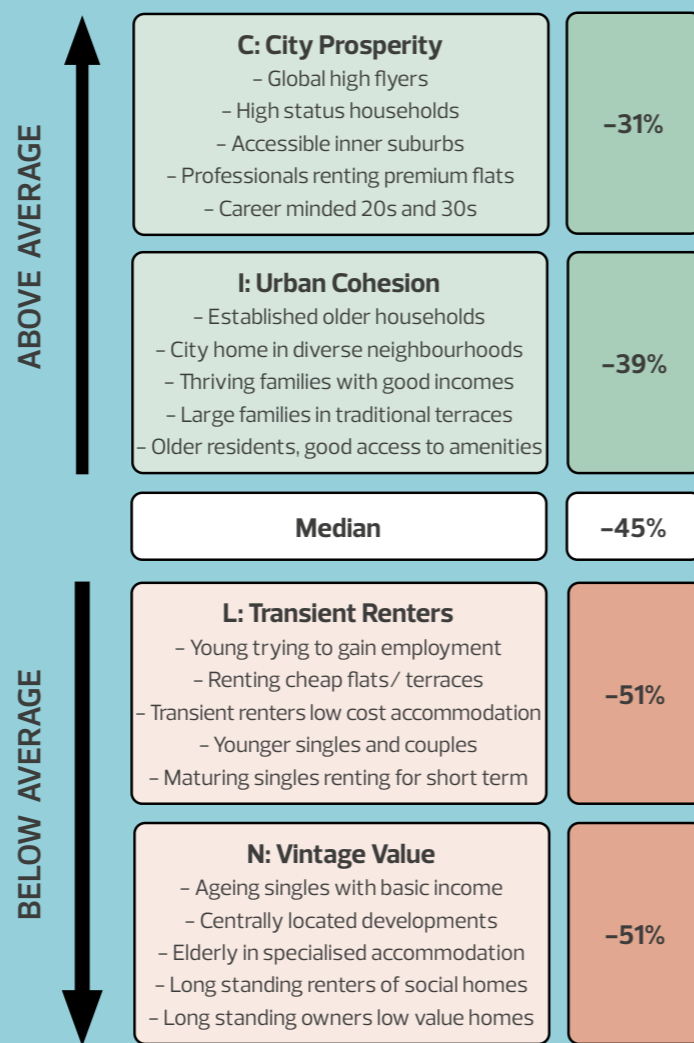 ABOVE AVERAGE
C: City Prosperity
– Global high flyers
– High status households
– Accessible inner suburbs
– Professionals renting premium flats
– Career minded 20s and 30s
–31%
I: Urban Cohesion
– Established older households
– City home in diverse neighbourhoods
– Thriving families with good incomes
– Large families in traditional terraces
– Older residents, good access to amenities
–39%
Median
–45%
BELOW AVERAGE
L: Transient Renters
– Young trying to gain employment
– Renting cheap flats/ terraces
– Transient renters low cost accommodation
– Younger singles and couples
– Maturing singles renting for short term
–51%
N: Vintage Value
– Ageing singles with basic income
– Centrally located developments
– Elderly in specialised accommodation
– Long standing renters of social homes
– Long standing owners low value homes
–51%